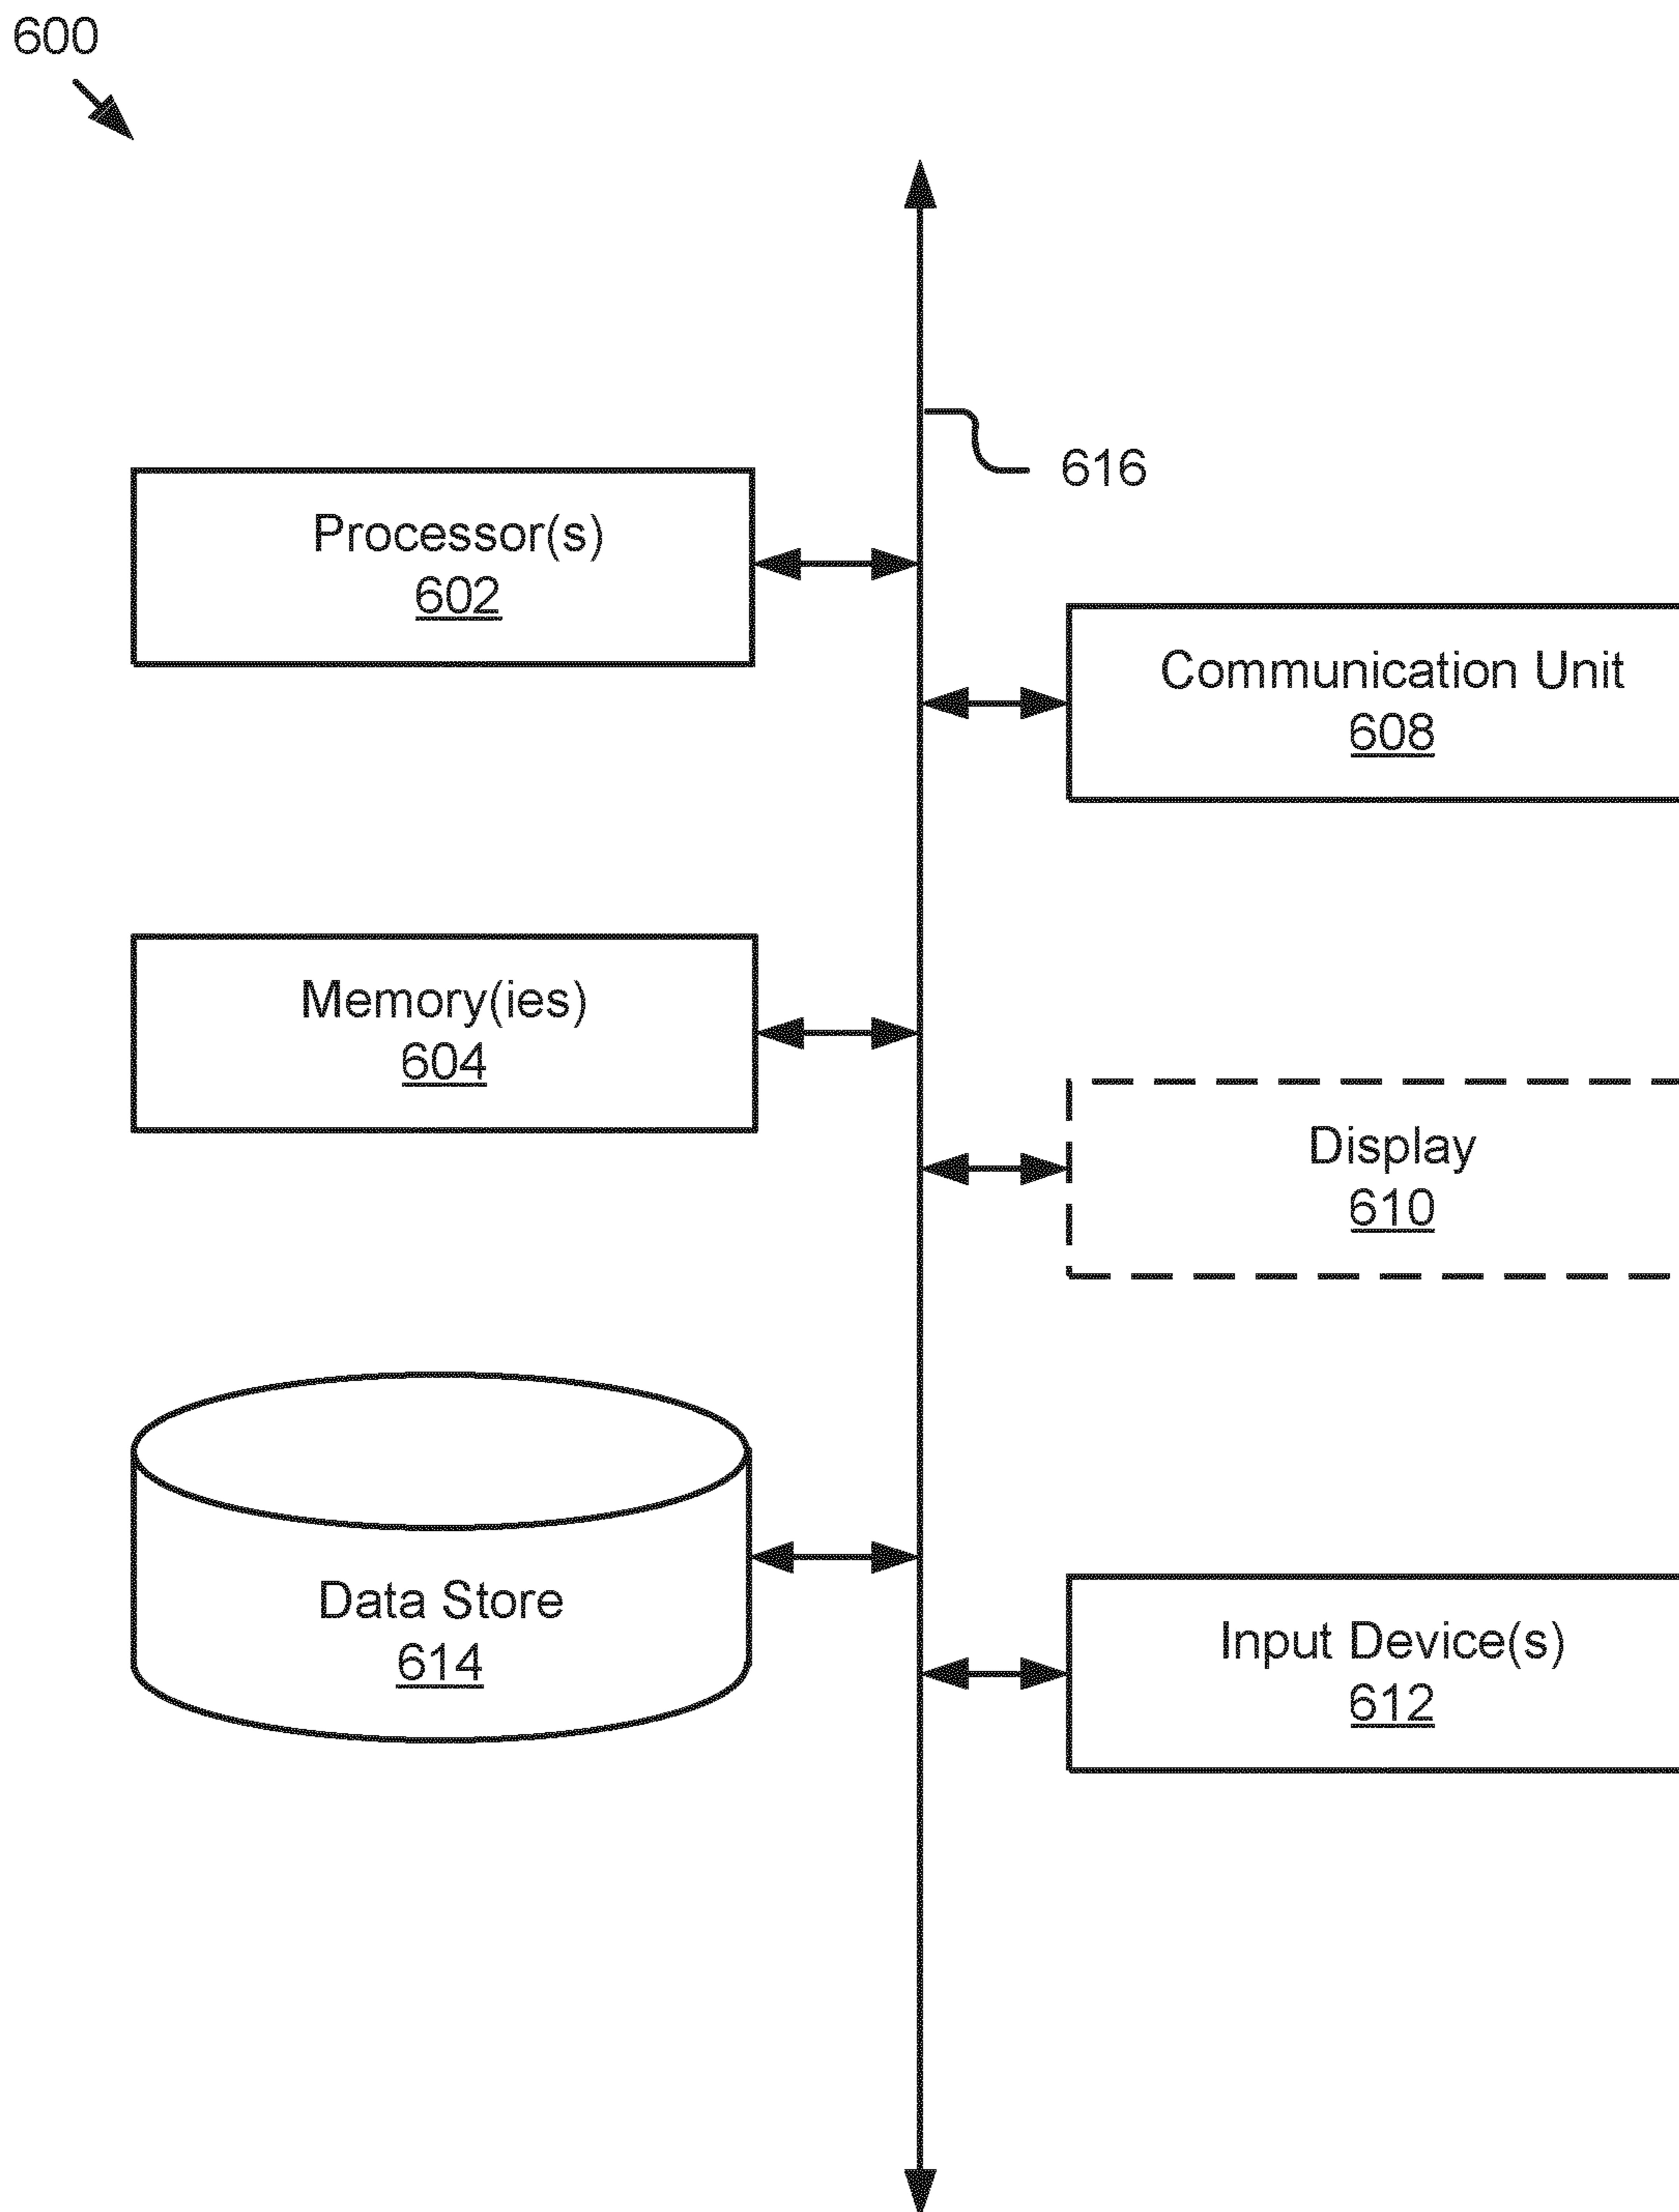 600
616
Processor(s)
602
Communication Unit
608
Memory(ies)
604
Display
610
Data Store
614
Input Device(s)
612